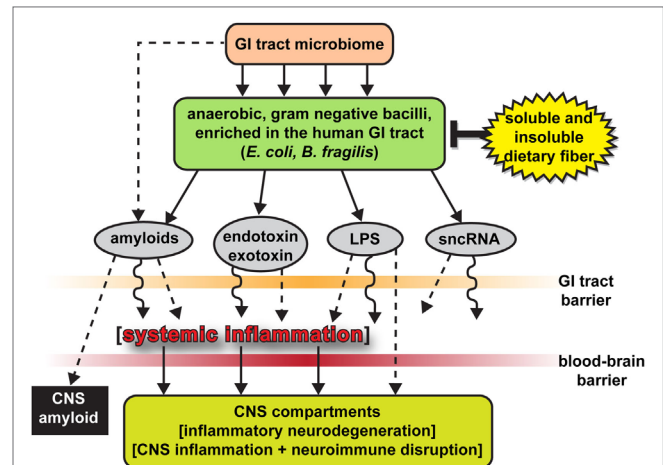 GI tract microbiome
anaerobic, gram negative bacilli,
enriched in the human GI tract
(E. coli, B. fragilis)
soluble and
insoluble
dietary fiber
amyloids
endotoxin
exotoxin
LPS
sncRNA
GI tract
barrier
[systemic inflammation]
blood-brain
barrier
CNS
amyloid
CNS compartments
[inflammatory neurodegeneration]
[CNS inflammation + neuroimmune disruption]